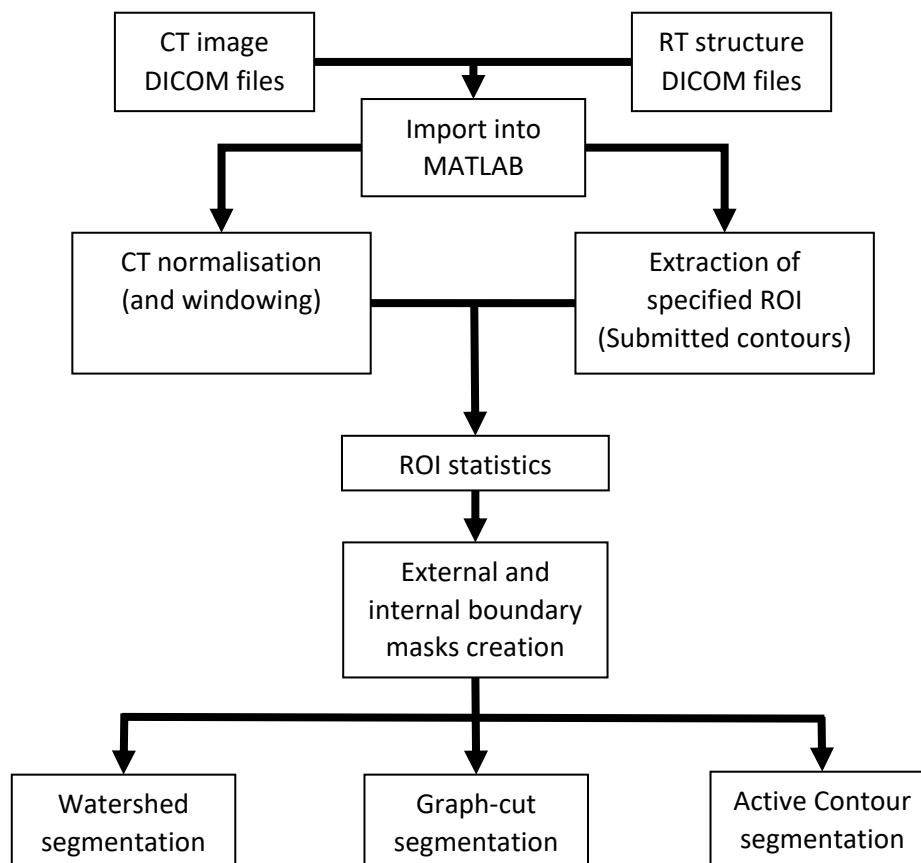 CT image
DICOM files
RT structure
DICOM files
Import into
MATLAB
CT normalisation
(and windowing)
Extraction of
specified ROI
(Submitted contours)
ROI statistics
External and
internal boundary
masks creation
Watershed
segmentation
Graph-cut
segmentation
Active Contour
segmentation